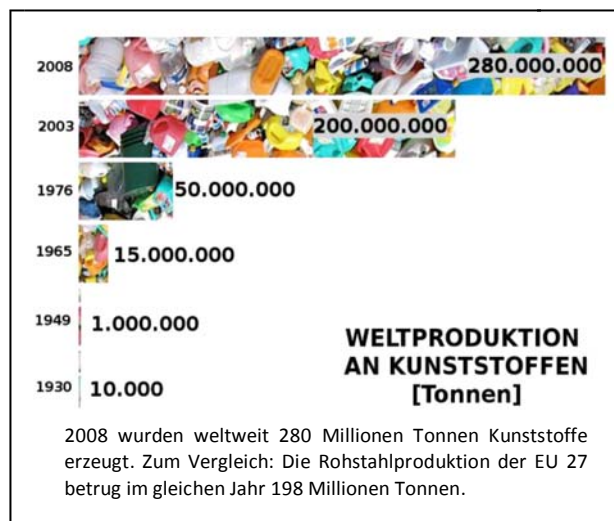 2008 280.000.000
2003 200.000.000
1976 50.000.000
1965 15.000.000
1949 1.000.000
1930 10.000
WELTPRODUKTION
AN KUNSTSTOFFEN
[Tonnen]
2008 wurden weltweit 280 Millionen Tonnen Kunststoffe
erzeugt. Zum Vergleich: Die Rohstahlproduktion der EU 27
betrug im gleichen Jahr 198 Millionen Tonnen.